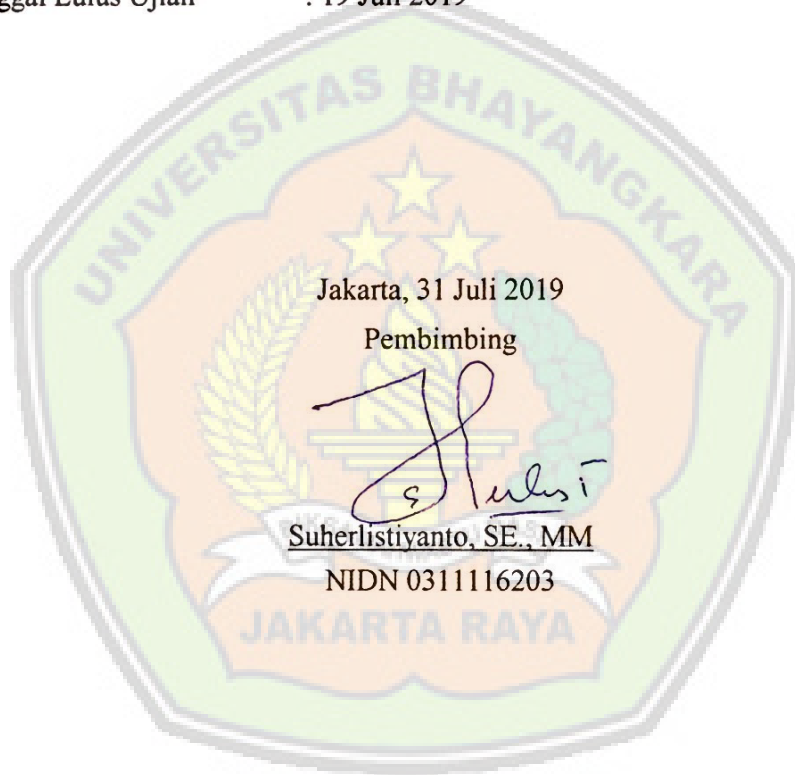 ggal Lulus Ujian : 19 Juli 2019
UNIVERSITAS BHAYANGKARA
Jakarta, 31 Juli 2019
Pembimbing
Suherlistiyanto, SE., MM
NIDN 0311116203
JAKARTA RAYA